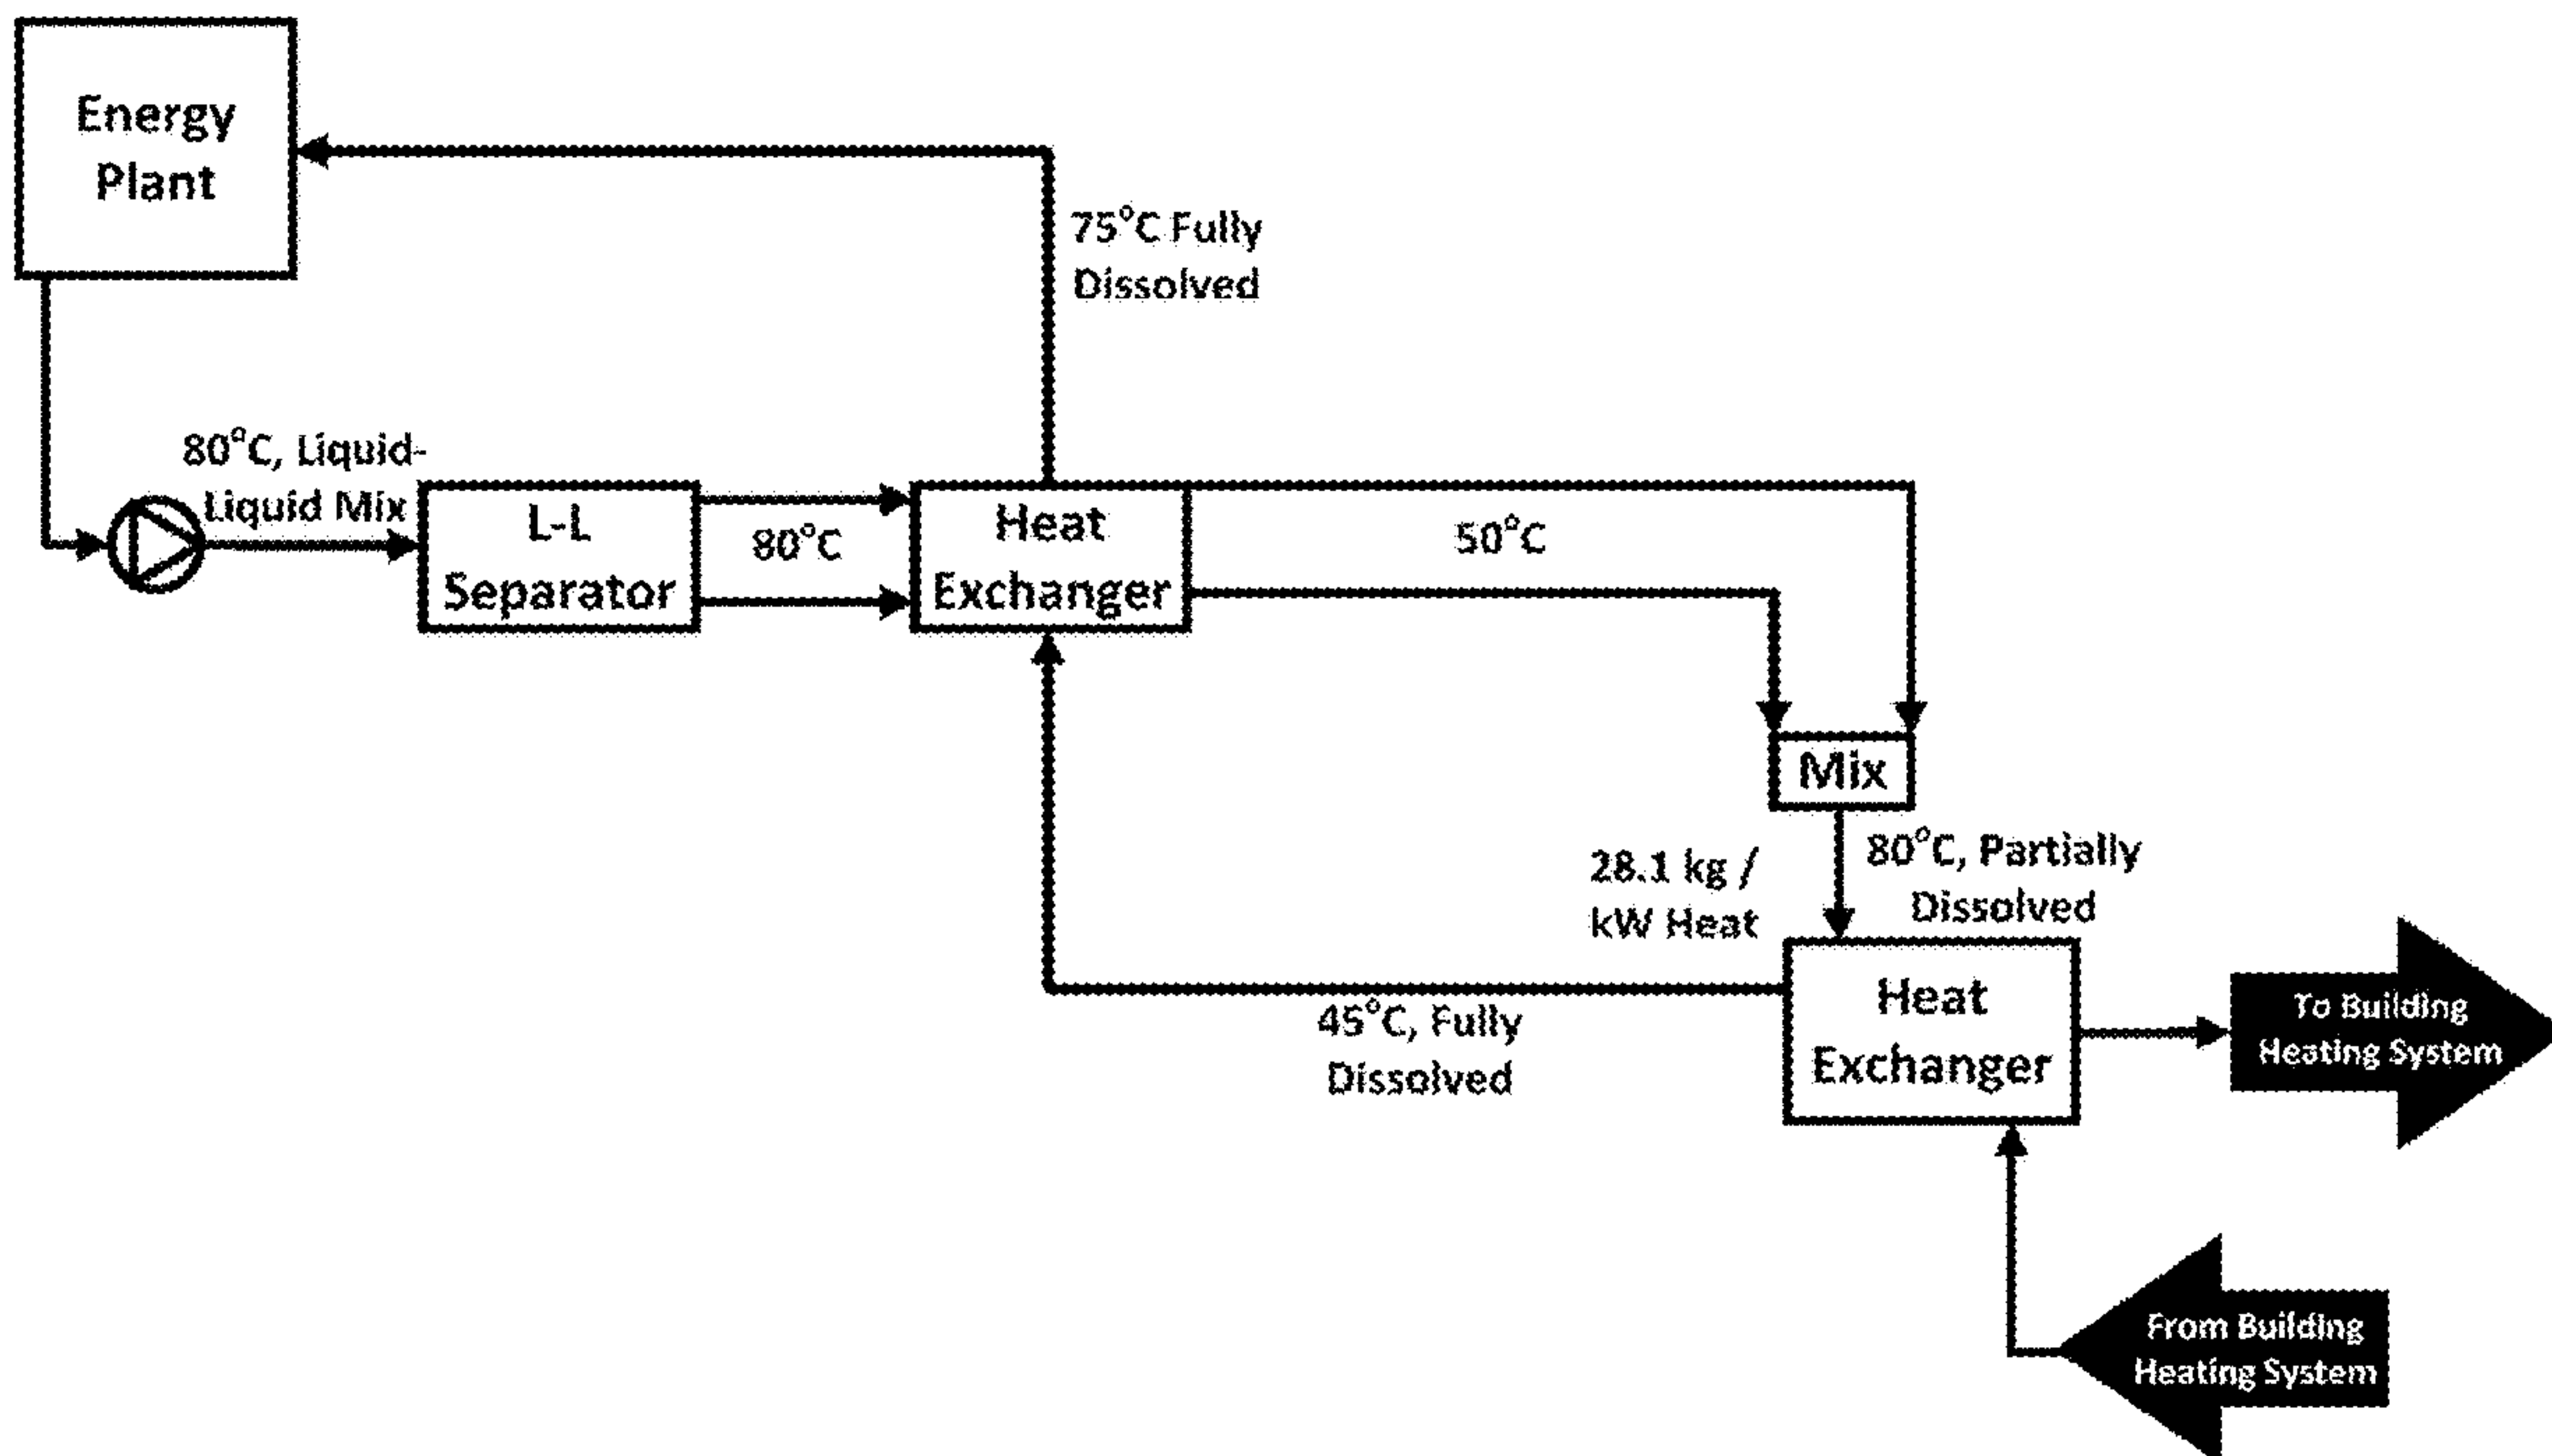 Energy
Plant
75°C Fully
Dissolved
80°C, Liquid-
Liquid Mix
L-L
Separator
80°C
Heat
Exchanger
50°C
Mix
28.1 kg /
kW Heat
80°C, Partially
Dissolved
45°C, Fully
Dissolved
Heat
Exchanger
To Building
Heating System
From Building
Heating System